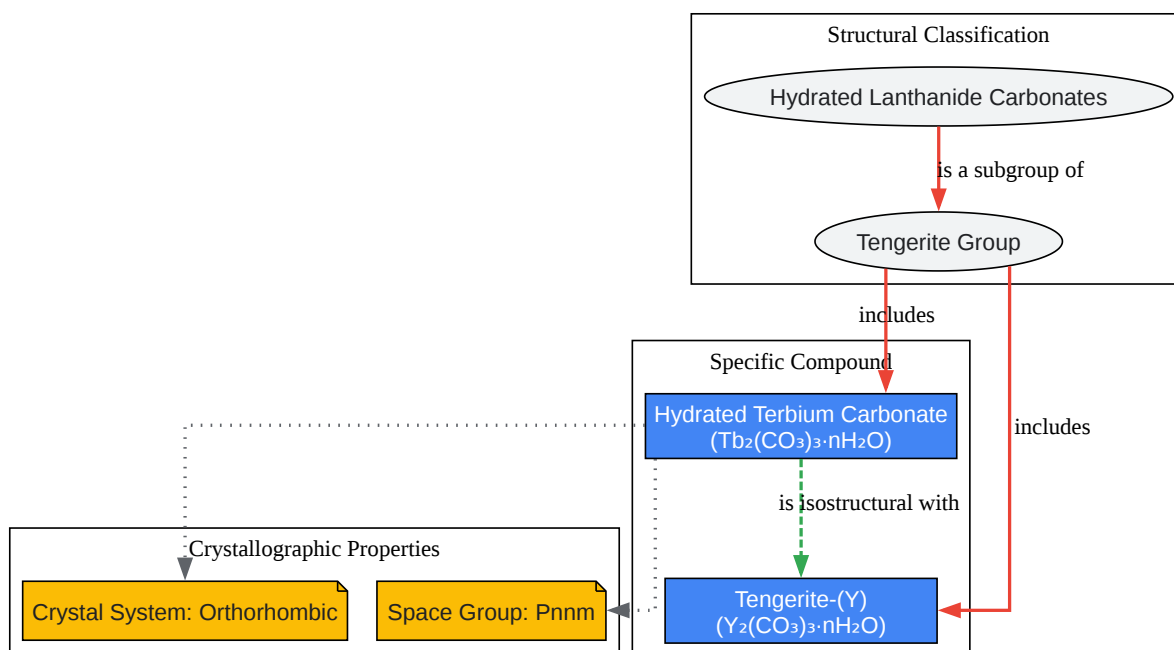 Structural Classification
Hydrated Lanthanide Carbonates
is a subgroup of
Tengerite Group
includes
Specific Compound
Hydrated Terbium Carbonate
(Tb₂(CO₃)₃·nH₂O)
includes
is isostructural with
Crystallographic Properties
Crystal System: Orthorhombic
Space Group: Pnnm
Tengerite-(Y)
(Y₂(CO₃)₃·nH₂O)